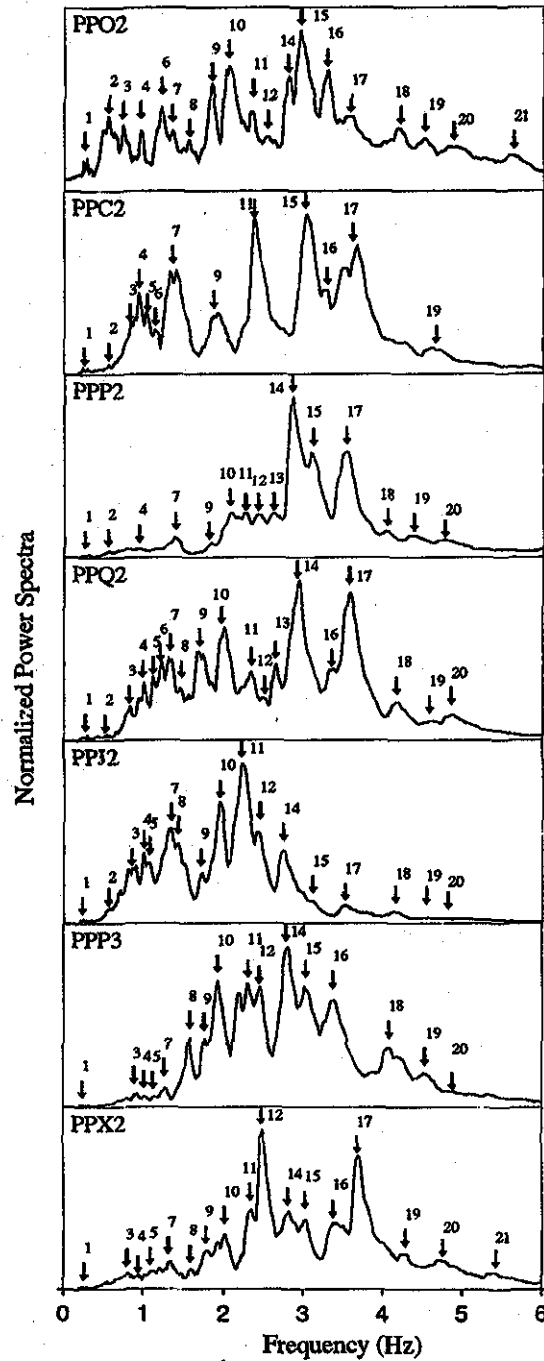 PPO2
1 2 3 4 6 7 8 9 10 11 12 14 15 16 17 18 19 20 21
PPC2
1 2 3 4 5 6 7 9 11 15 16 17 19
PPP2
1 2 4 7 9 10 11 12 13 14 15 17 18 19 20
PPQ2
1 2 3 4 5 6 7 8 9 10 11 12 13 14 16 17 18 19 20
PPJ2
1 2 3 4 5 7 8 9 10 11 12 14 15 17 18 19 20
PPP3
1 3 4 5 7 8 9 10 11 12 14 15 16 18 19 20
PPX2
1 3 4 5 7 8 9 10 11 12 14 15 16 17 19 20 21
Normalized Power Spectra
0 1 2 3 4 5 6
Frequency (Hz)